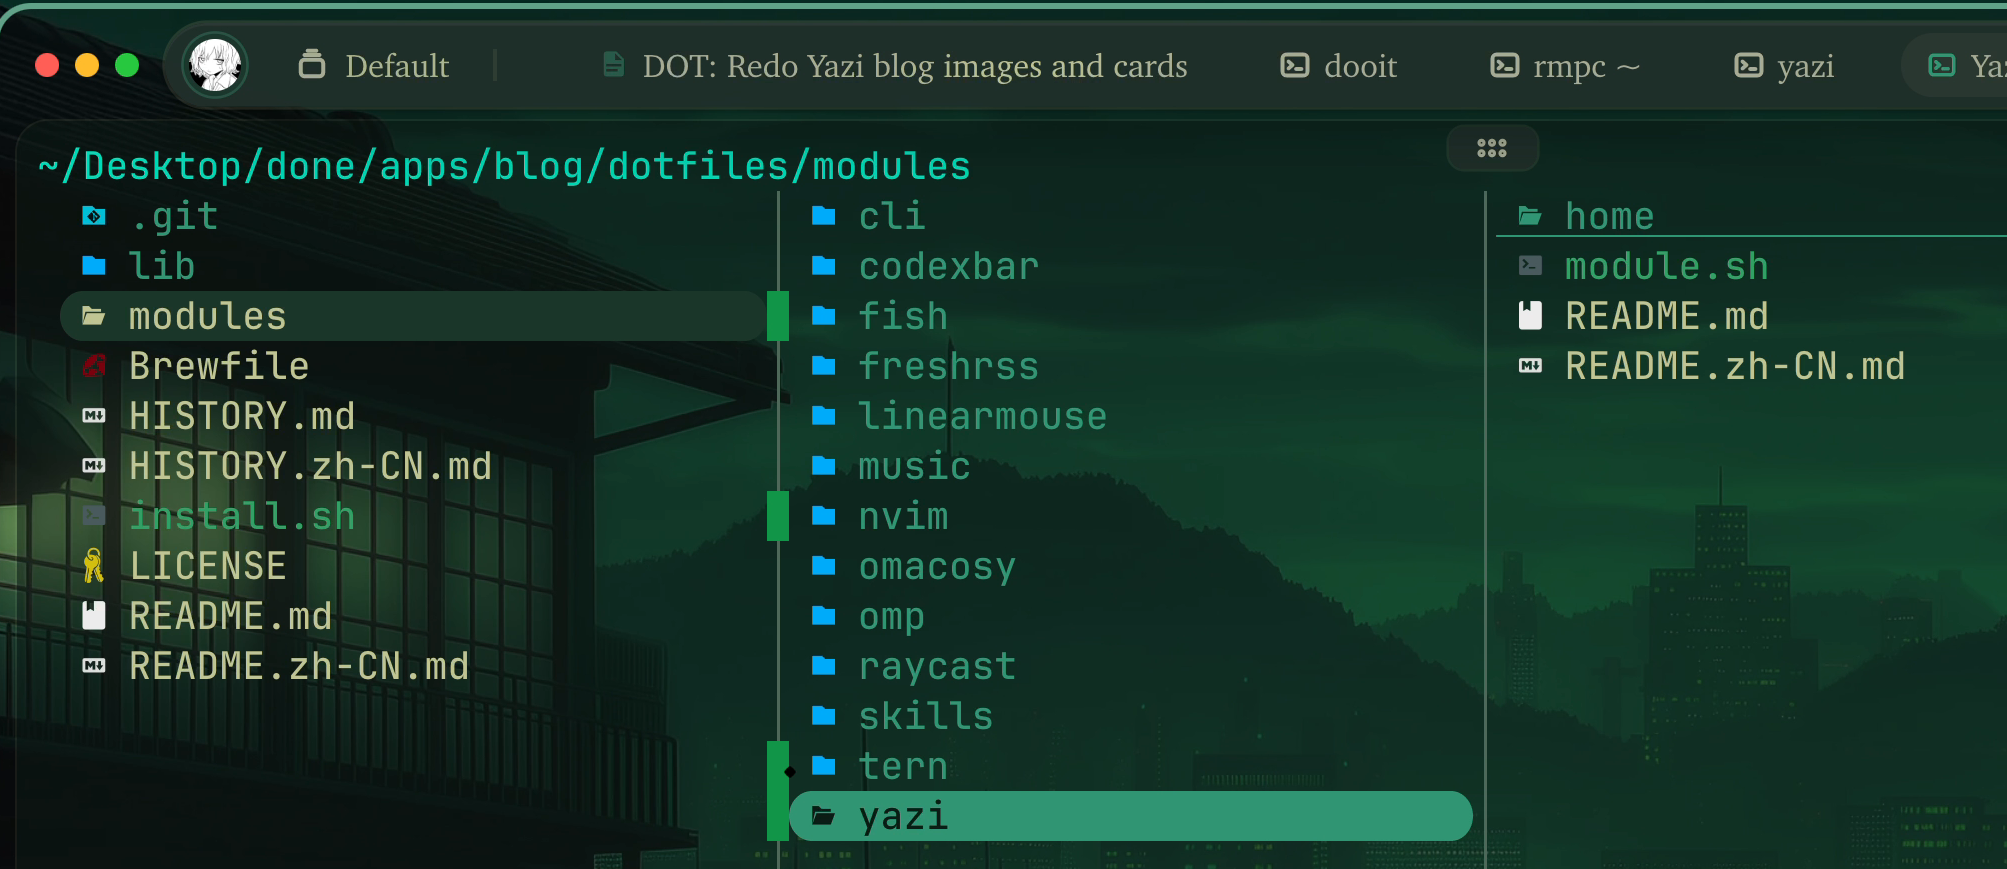 Default
DOT: Redo Yazi blog images and cards
dooit
rmpc ~
yazi
~/Desktop/done/apps/blog/dotfiles/modules
.git
lib
modules
Brewfile
HISTORY.md
HISTORY.zh-CN.md
install.sh
LICENSE
README.md
README.zh-CN.md
cli
codexbar
fish
freshrss
linearmouse
music
nvim
omacosy
omp
raycast
skills
tern
yazi
home
module.sh
README.md
README.zh-CN.md